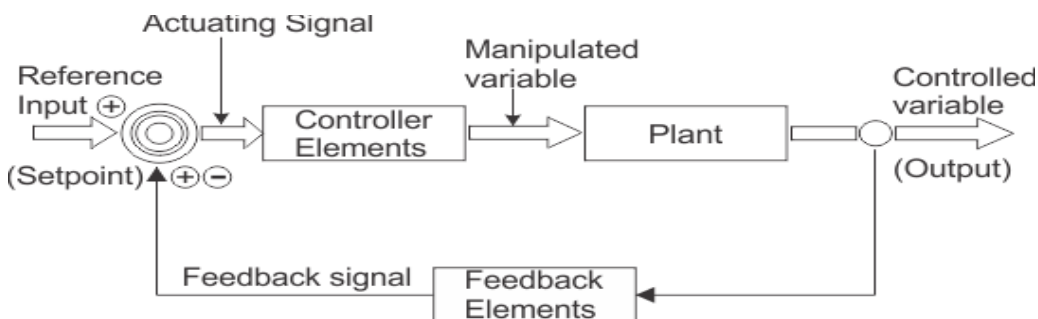 Actuating Signal
Reference
Input ⊕
(Setpoint) ⊕⊖
Controller
Elements
Manipulated
variable
Plant
Controlled
variable
(Output)
Feedback signal
Feedback
Elements